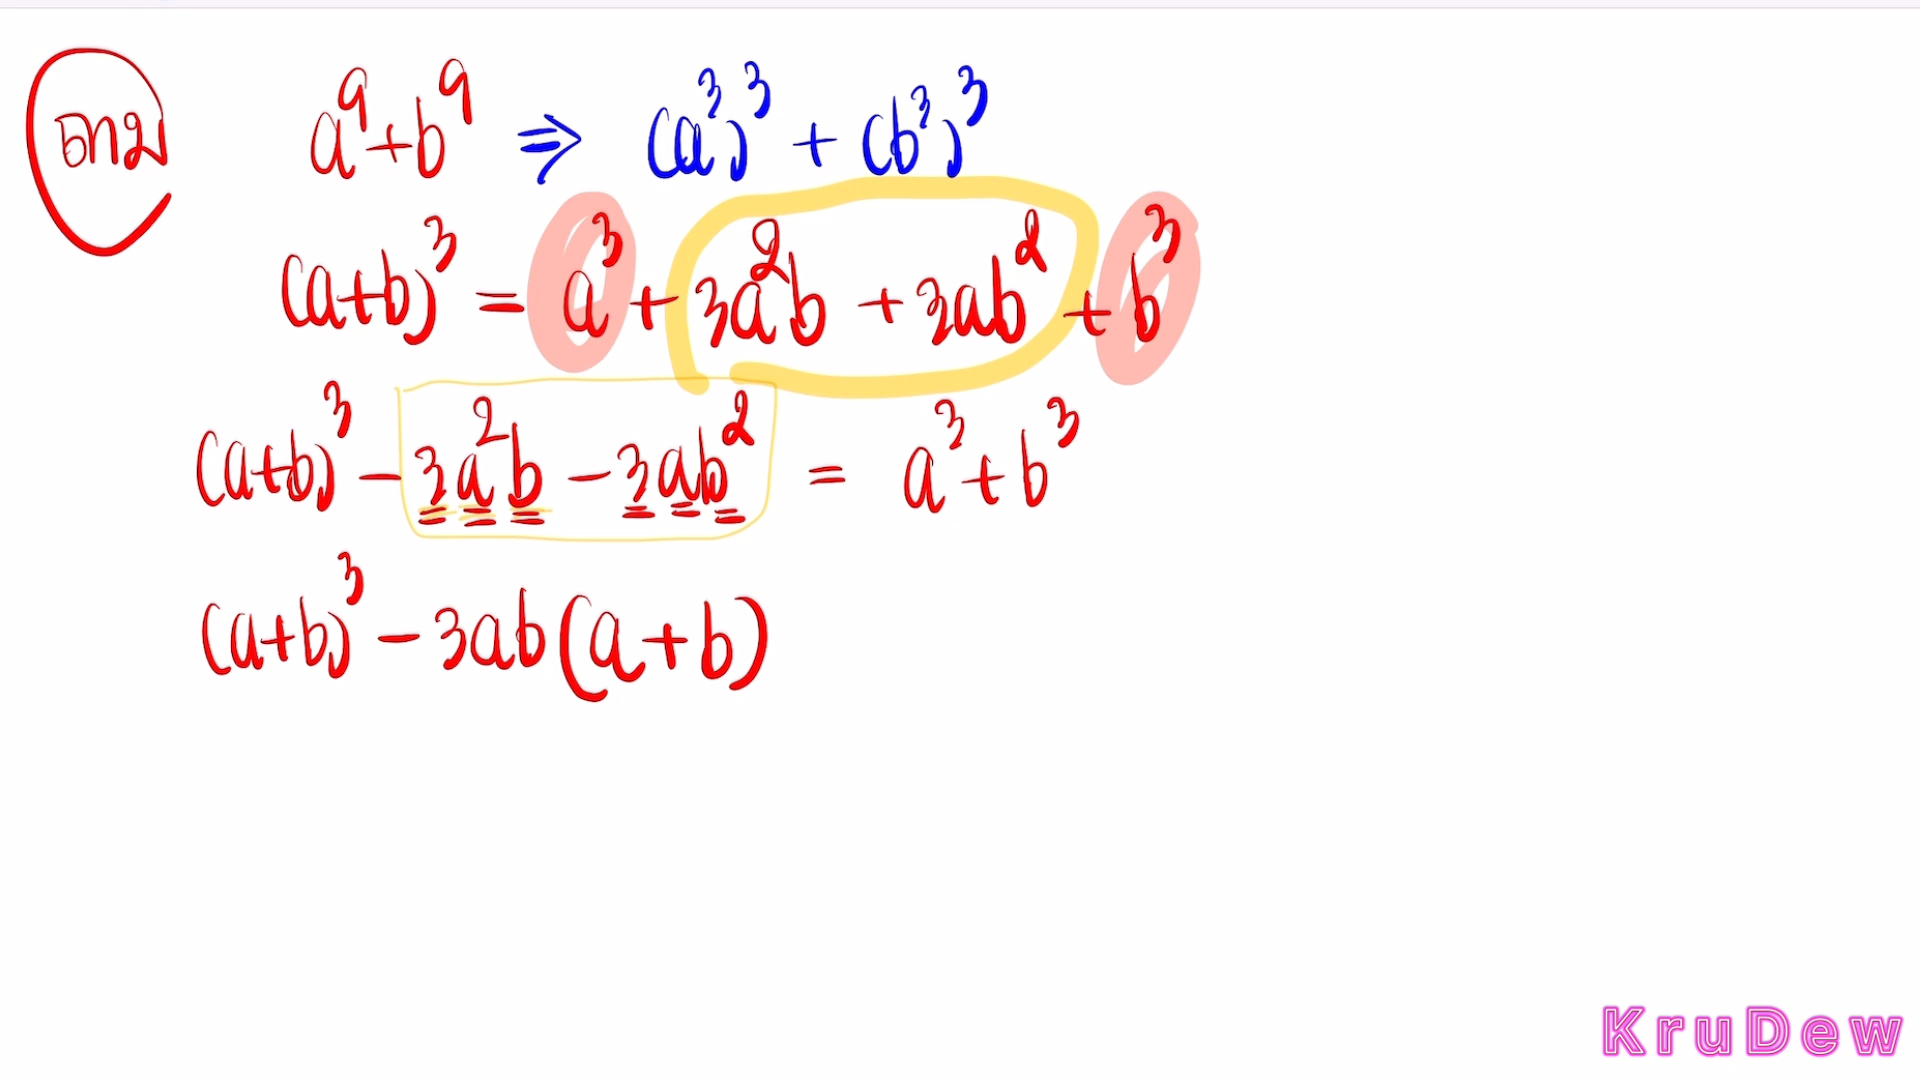 ถาม
a⁹+b⁹ ⇒ (a³)³ + (b³)³
(a+b)³ = a³ + 3a²b + 3ab² + b³
(a+b)³ - 3a²b - 3ab² = a³+b³
(a+b)³ - 3ab(a+b)
KruDew